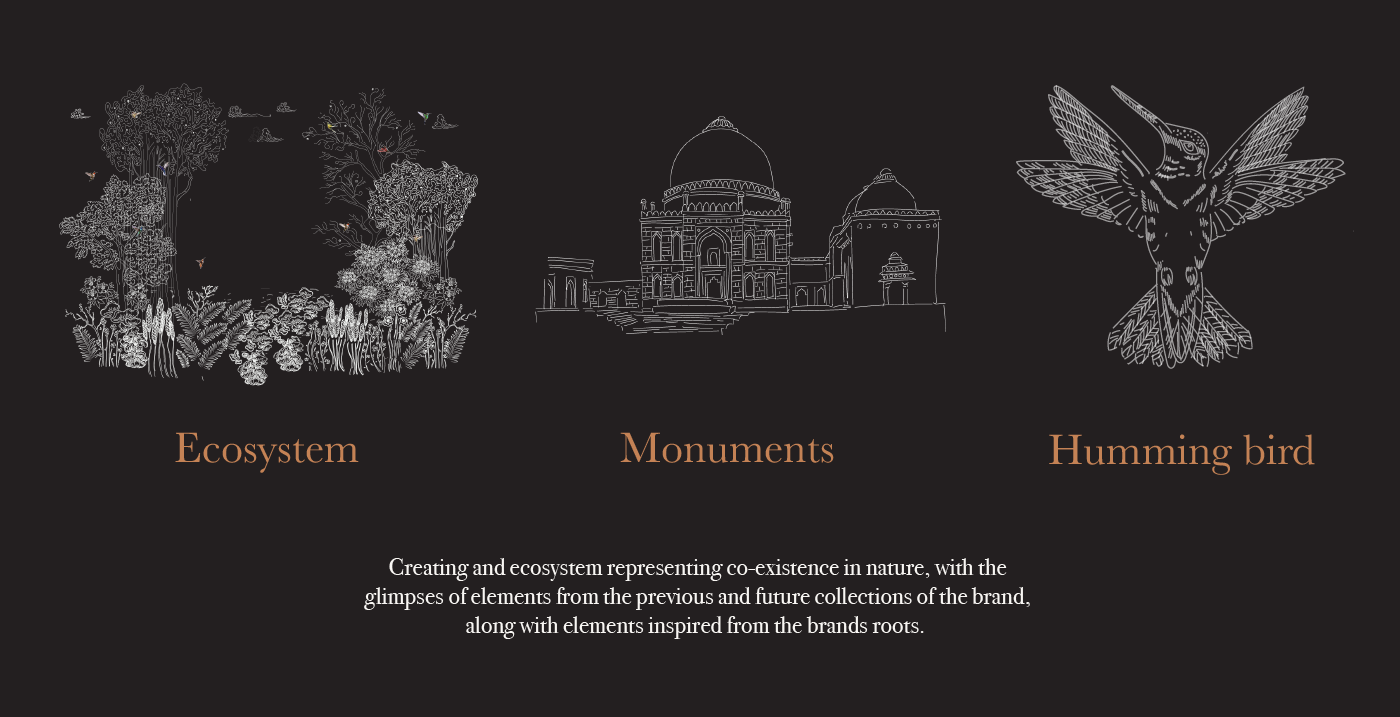 Ecosystem
Monuments
Humming bird
Creating and ecosystem representing co-existence in nature, with the
glimpses of elements from the previous and future collections of the brand,
along with elements inspired from the brands roots.